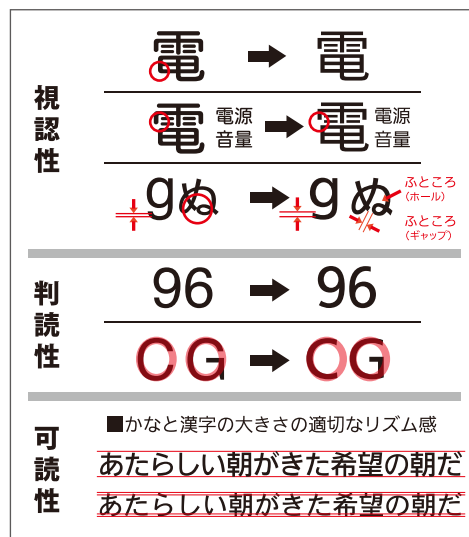 視認性
電 電
電 電源 音量 電 電源 音量
gぬ gぬ
ふところ
(ホール)
ふところ
(ギャップ)
判読性
96 96
CG CG
可読性
■かなと漢字の大きさの適切なリズム感
あたらしい朝がきた希望の朝だ
あたらしい朝がきた希望の朝だ